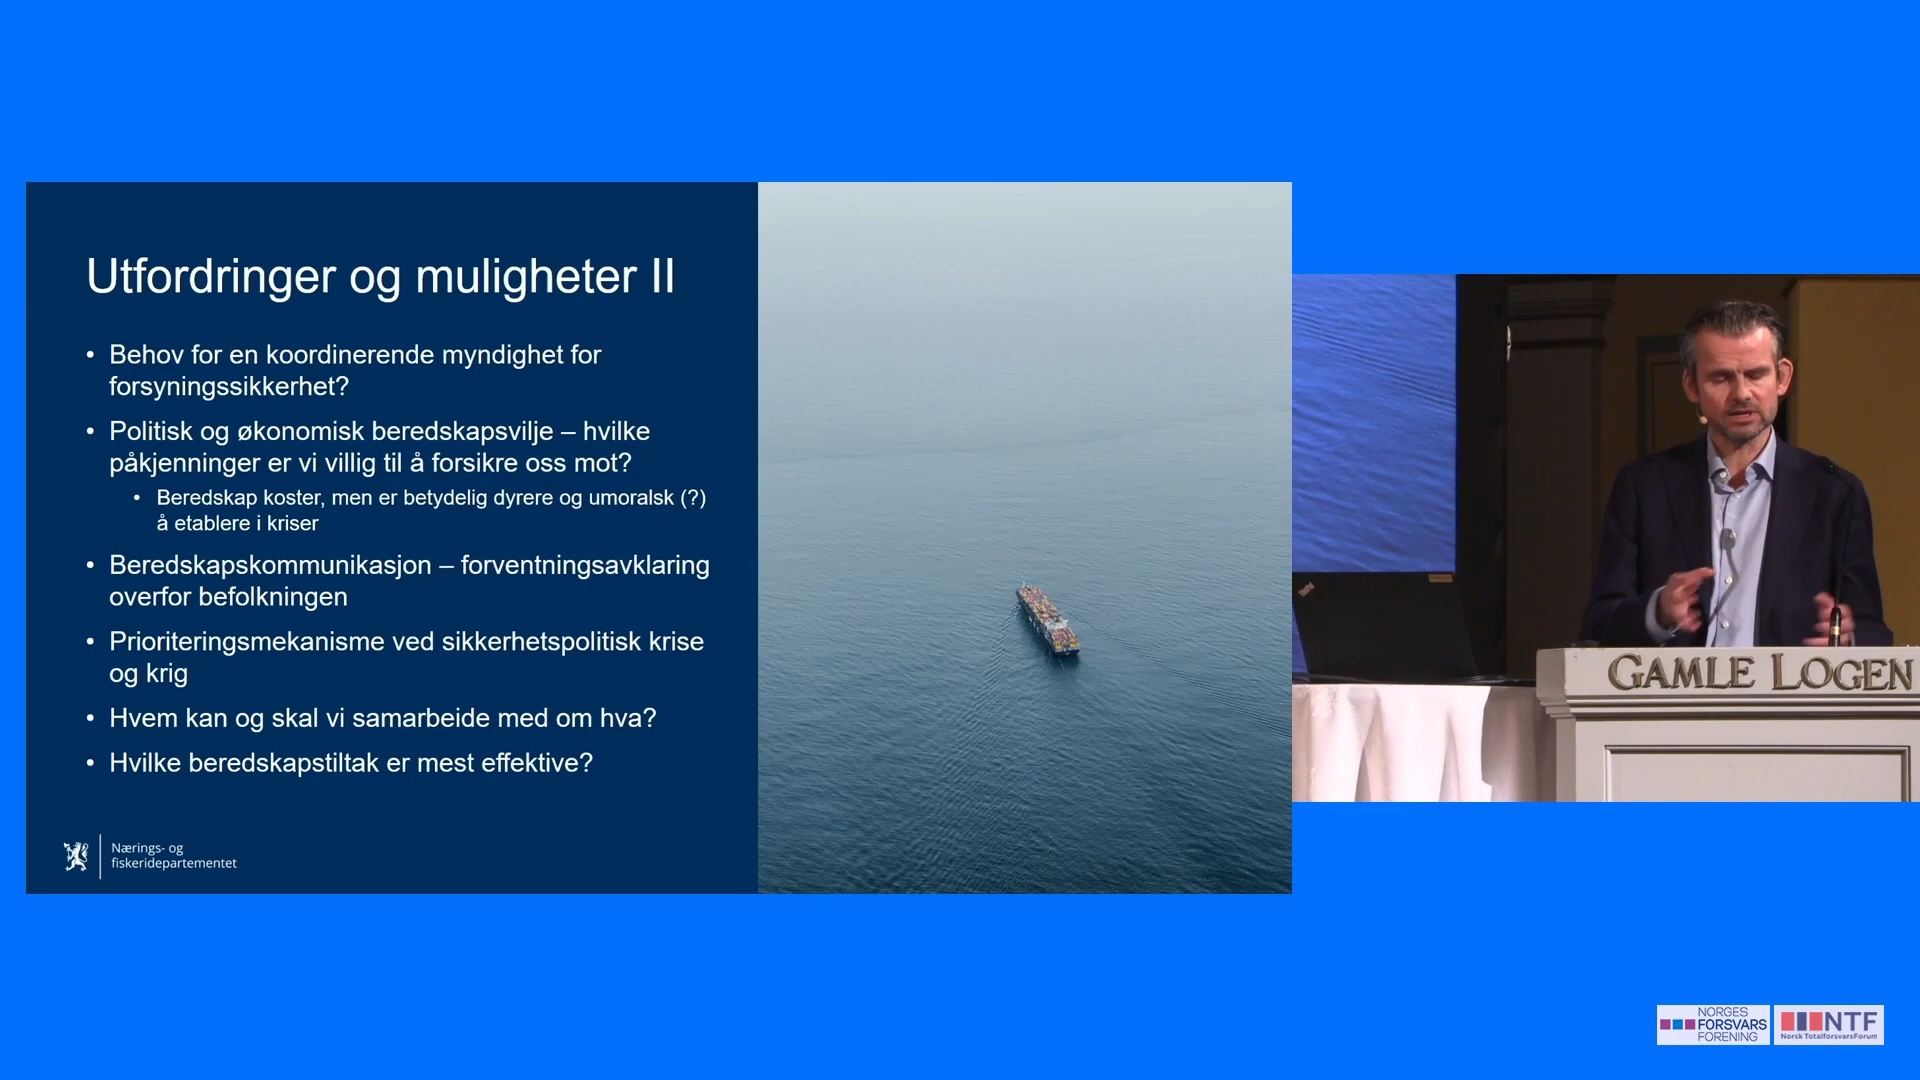 Utfordringer og muligheter II
• Behov for en koordinerende myndighet for
forsyningssikkerhet?
• Politisk og økonomisk beredskapsvilje – hvilke
påkjenninger er vi villig til å forsikre oss mot?
• Beredskap koster, men er betydelig dyrere og umoralsk (?)
å etablere i kriser
• Beredskapskommunikasjon – forventningsavklaring
overfor befolkningen
• Prioriteringsmekanisme ved sikkerhetspolitisk krise
og krig
• Hvem kan og skal vi samarbeide med om hva?
• Hvilke beredskapstiltak er mest effektive?
Nærings- og
fiskeridepartementet
GAMLE LOGEN
NORGES
FORSVARS
FORENING
NTF
Norsk TotalforsvarsForum